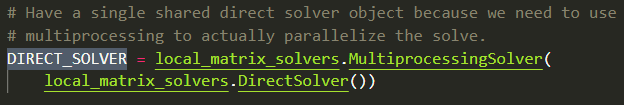 # Have a single shared direct solver object because we need to use
# multiprocessing to actually parallelize the solve.
DIRECT_SOLVER = local_matrix_solvers.MultiprocessingSolver(
    local_matrix_solvers.DirectSolver())